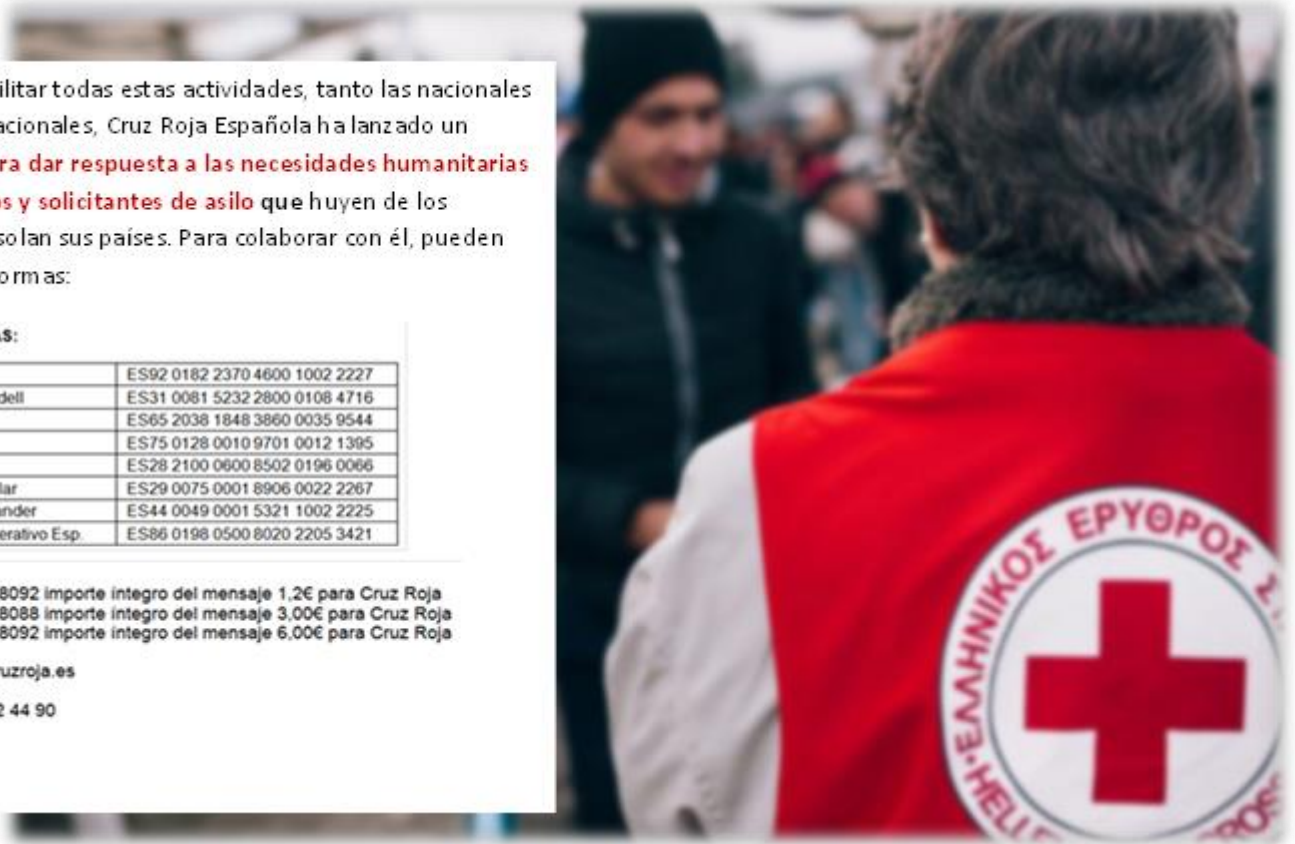 ilitar todas estas actividades, tanto las nacionales
acionales, Cruz Roja Española ha lanzado un
ra dar respuesta a las necesidades humanitarias
os y solicitantes de asilo que huyen de los
solan sus países. Para colaborar con él, pueden
ormas:
AS:
ES92 0182 2370 4600 1002 2227
dell ES31 0081 5232 2800 0108 4716
ES65 2038 1848 3860 0035 9544
ES75 0128 0010 9701 0012 1395
ES28 2100 0600 8502 0196 0066
lar ES29 0075 0001 8906 0022 2267
ander ES44 0049 0001 5321 1002 2225
erativo Esp. ES86 0198 0500 8020 2205 3421
8092 importe íntegro del mensaje 1,2€ para Cruz Roja
8088 importe íntegro del mensaje 3,00€ para Cruz Roja
8092 importe íntegro del mensaje 6,00€ para Cruz Roja
ruzroja.es
2 44 90
ΕΛΛΗΝΙΚΟΣ ΕΡΥΘΡΟΣ Σ
HELLE ROSS